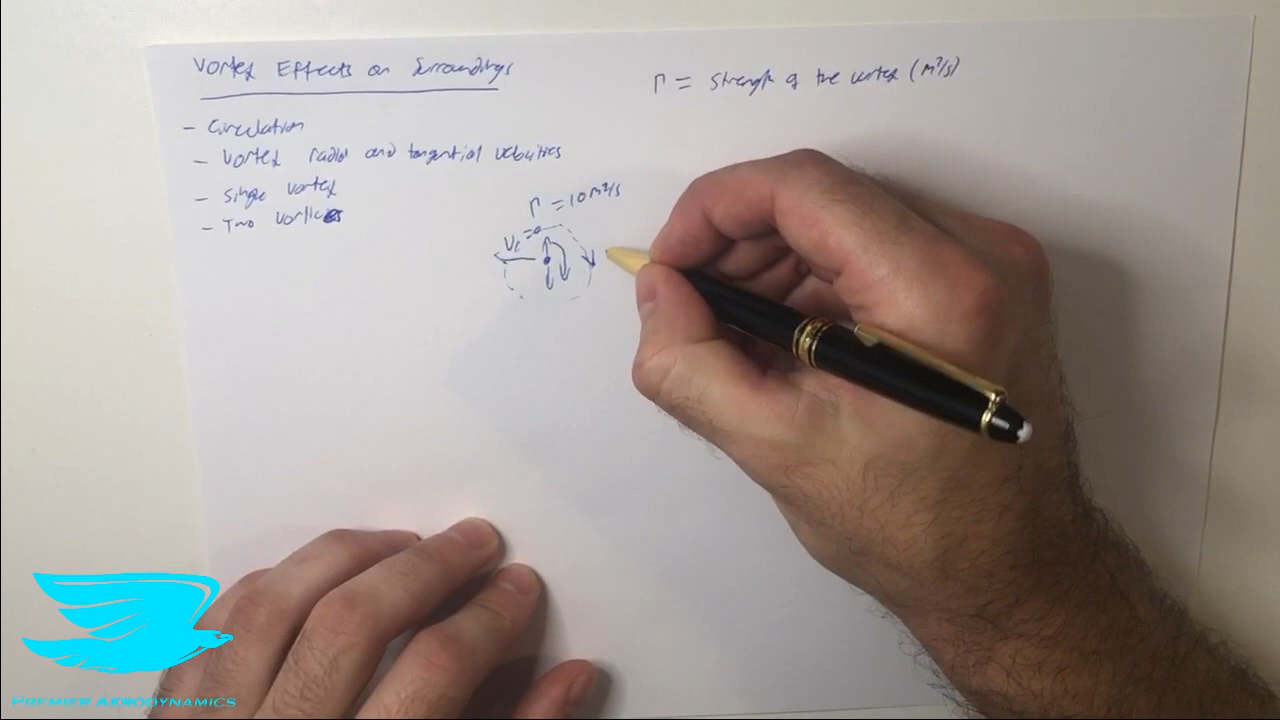 Vortex Effects on Surroundings
Γ = Strength of the vortex (m²/s)
- Circulation
- Vortex radial and tangential velocities
- Single vortex
- Two vortices
Γ = 10 m²/s
PREMIER AERODYNAMICS